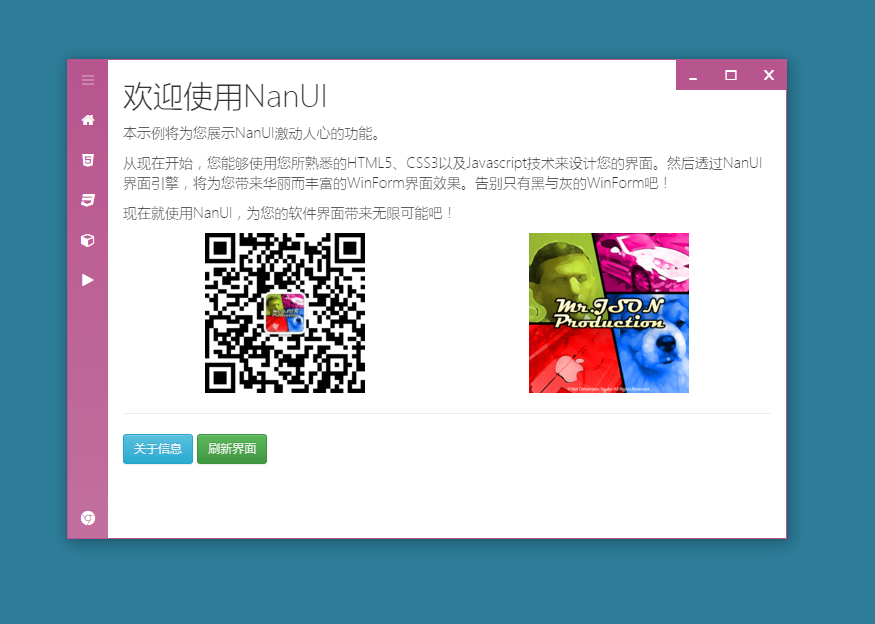 欢迎使用NanUI
本示例将为您展示NanUI激动人心的功能。
从现在开始，您能够使用您所熟悉的HTML5、CSS3以及Javascript技术来设计您的界面。然后透过NanUI
界面引擎，将为您带来华丽而丰富的WinForm界面效果。告别只有黑与灰的WinForm吧！
现在就使用NanUI，为您的软件界面带来无限可能吧！
Mr.JSON
Production
关于信息 刷新界面